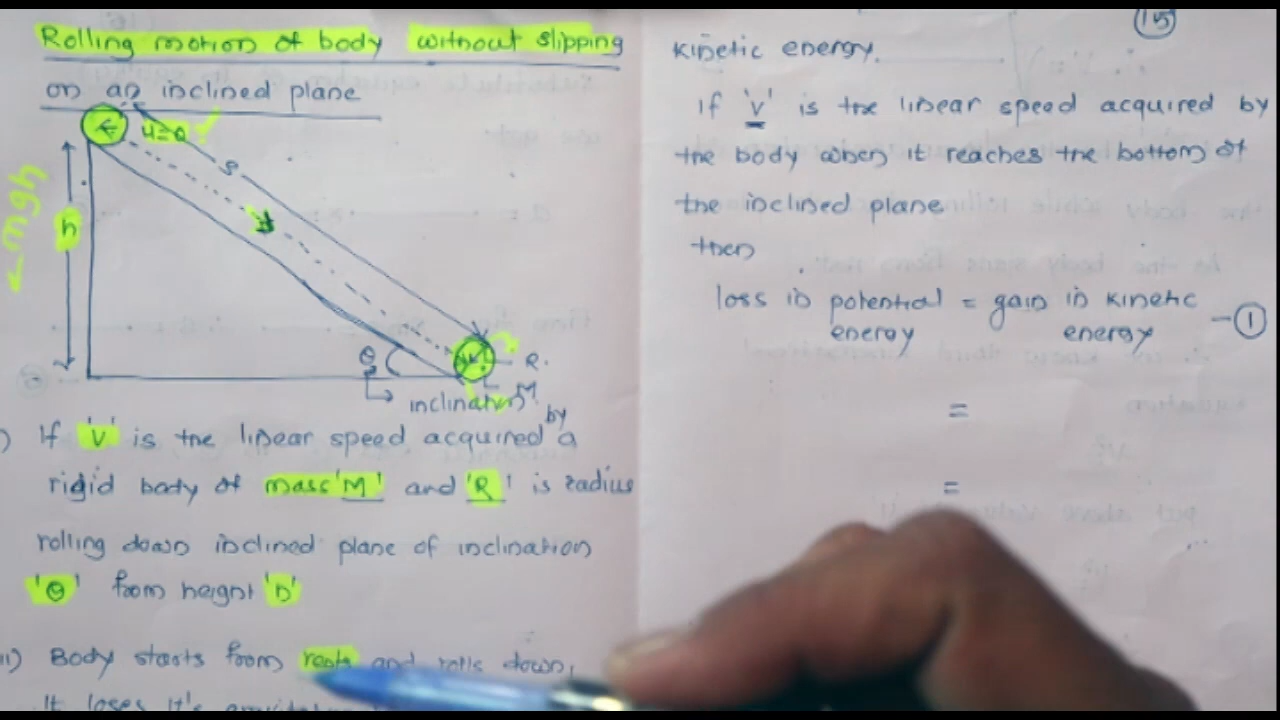 Rolling motion of body without slipping
on an inclined plane
u=0
s
h
mgh
θ
R.
M
inclination
i) If 'v' is the linear speed acquired by a
rigid body of mass 'M' and 'R' is radius
rolling down inclined plane of inclination
'θ' from height 'h'
ii) Body starts from rest and rolls down,
It loses it's
(15)
kinetic energy.
If 'v' is the linear speed acquired by
the body when it reaches the bottom of
the inclined plane
then
loss in potential = gain in kinetic
energy energy - ①
=
=